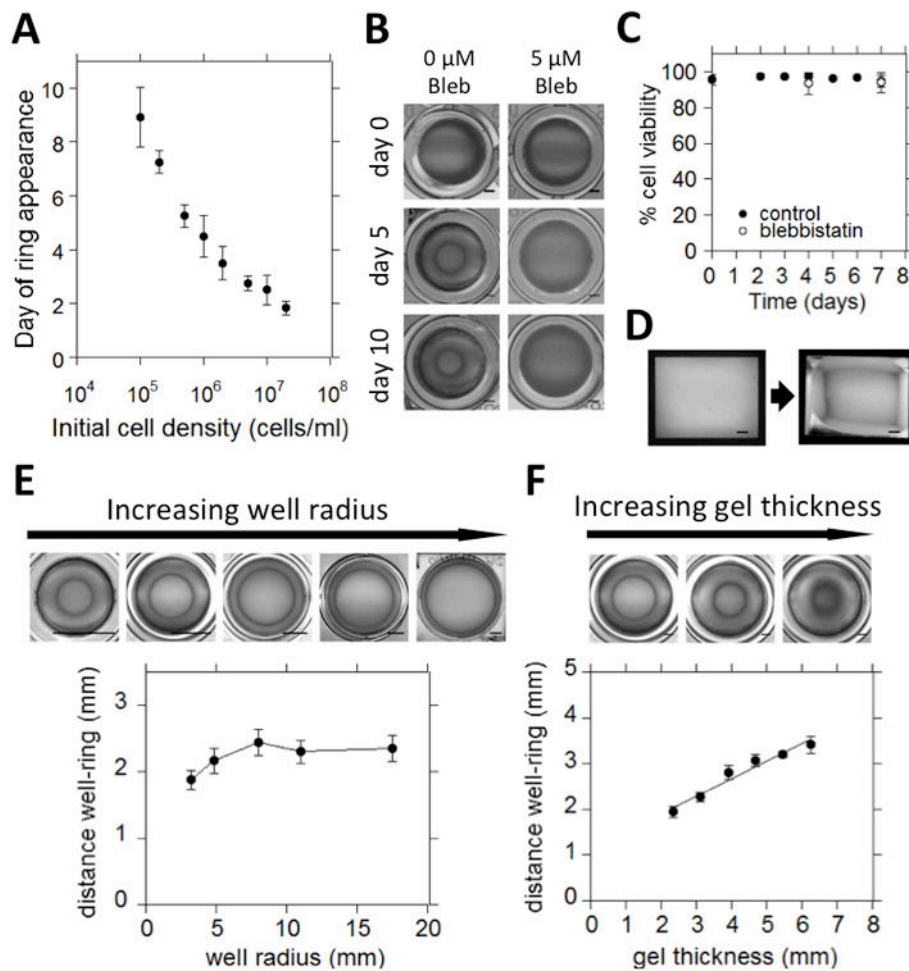 A
10⁴ 10⁵ 10⁶ 10⁷ 10⁸
10
8
6
4
2
0
Day of ring appearance
10⁴ 10⁵ 10⁶ 10⁷ 10⁸
Initial cell density (cells/ml)
B
0 µM 5 µM
Bleb Bleb
day 0
day 5
day 10
C
100
80
60
40
20
0
% cell viability
control
blebbistatin
0 1 2 3 4 5 6 7 8
Time (days)
D
E
Increasing well radius
3
2
1
0
distance well-ring (mm)
0 5 10 15 20
well radius (mm)
F
Increasing gel thickness
5
4
3
2
1
0
distance well-ring (mm)
0 1 2 3 4 5 6 7 8
gel thickness (mm)